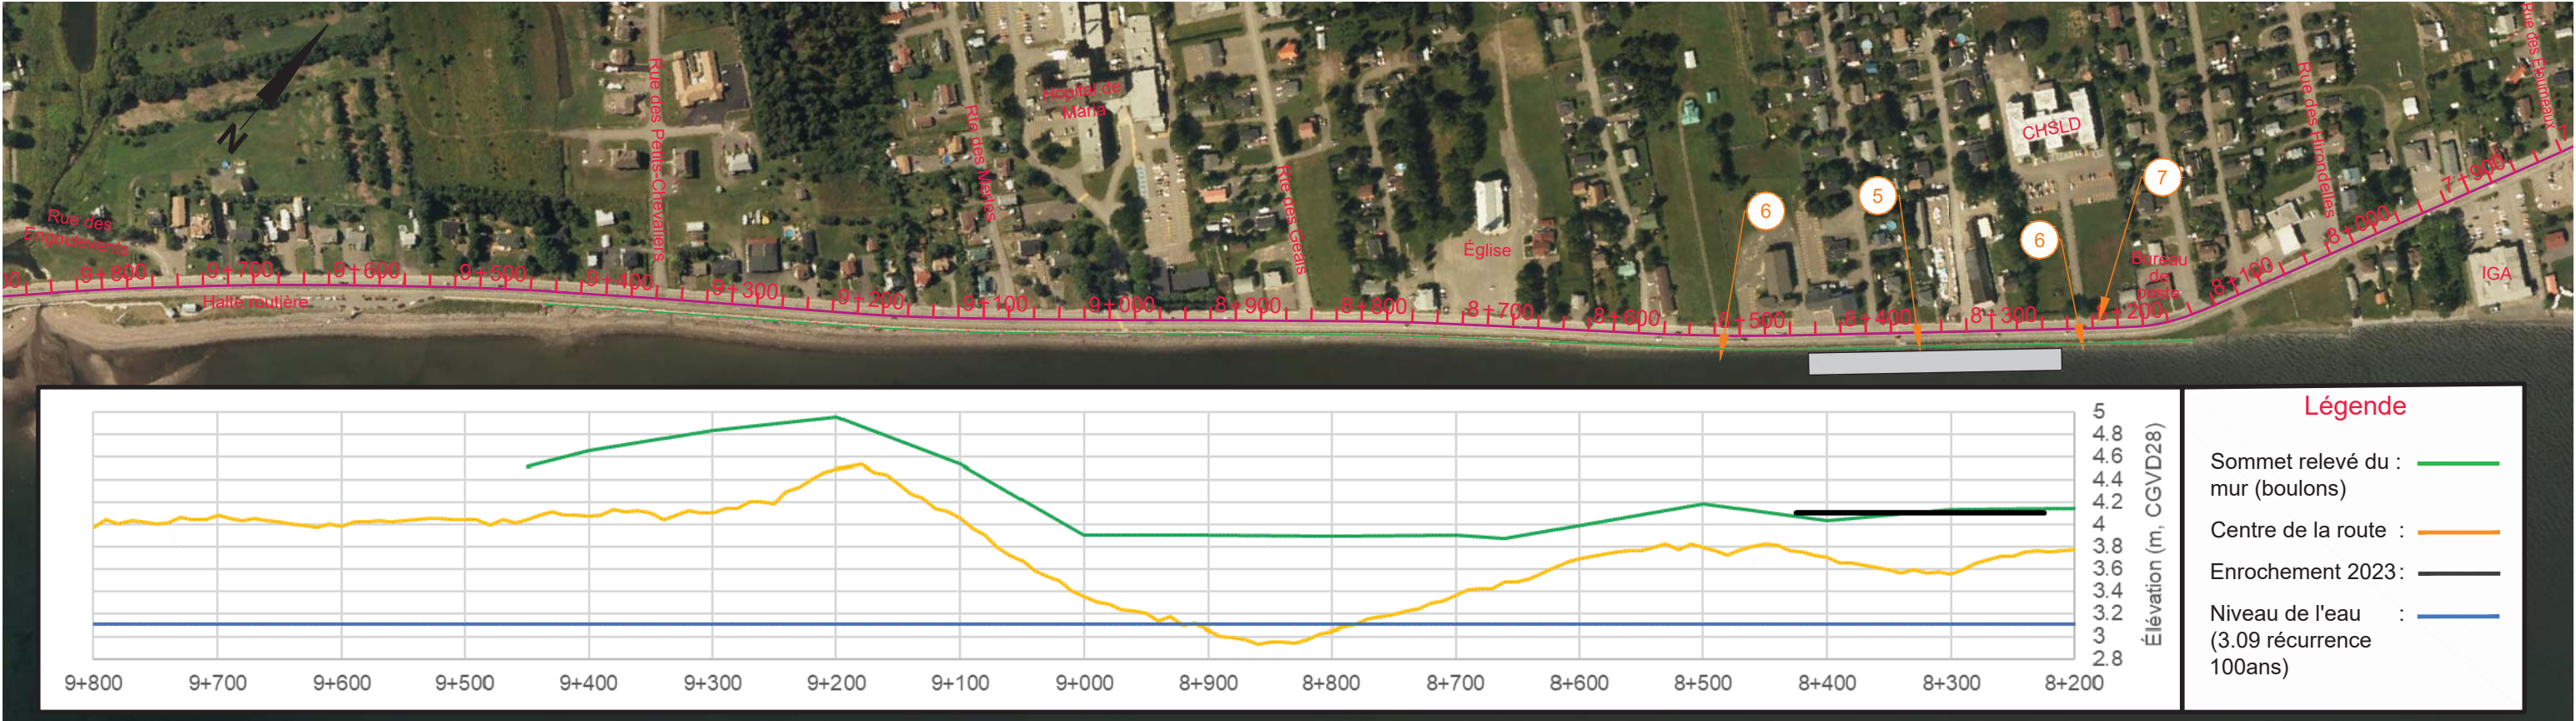 N
Rue des
Engoulevents
Rue des Petits-Chevaliers
Rte des Merles
Hopital de
Maria
Rte des Geais
Église
CHSLD
Bureau
de
poste
Rue des Hirondelles
IGA
Halte routière
6
5
6
7
00
9+800
9+700
9+600
9+500
9+400
9+300
9+200
9+100
9+000
8+900
8+800
8+700
8+600
8+500
8+400
8+300
8+200
8+100
8+000
7+900
5
4.8
4.6
4.4
4.2
4
3.8
3.6
3.4
3.2
3
2.8
Élévation (m, CGVD28)
9+800 9+700 9+600 9+500 9+400 9+300 9+200 9+100 9+000 8+900 8+800 8+700 8+600 8+500 8+400 8+300 8+200
Légende
Sommet relevé du :
mur (boulons)
Centre de la route :
Enrochement 2023 :
Niveau de l'eau :
(3.09 récurrence
100ans)